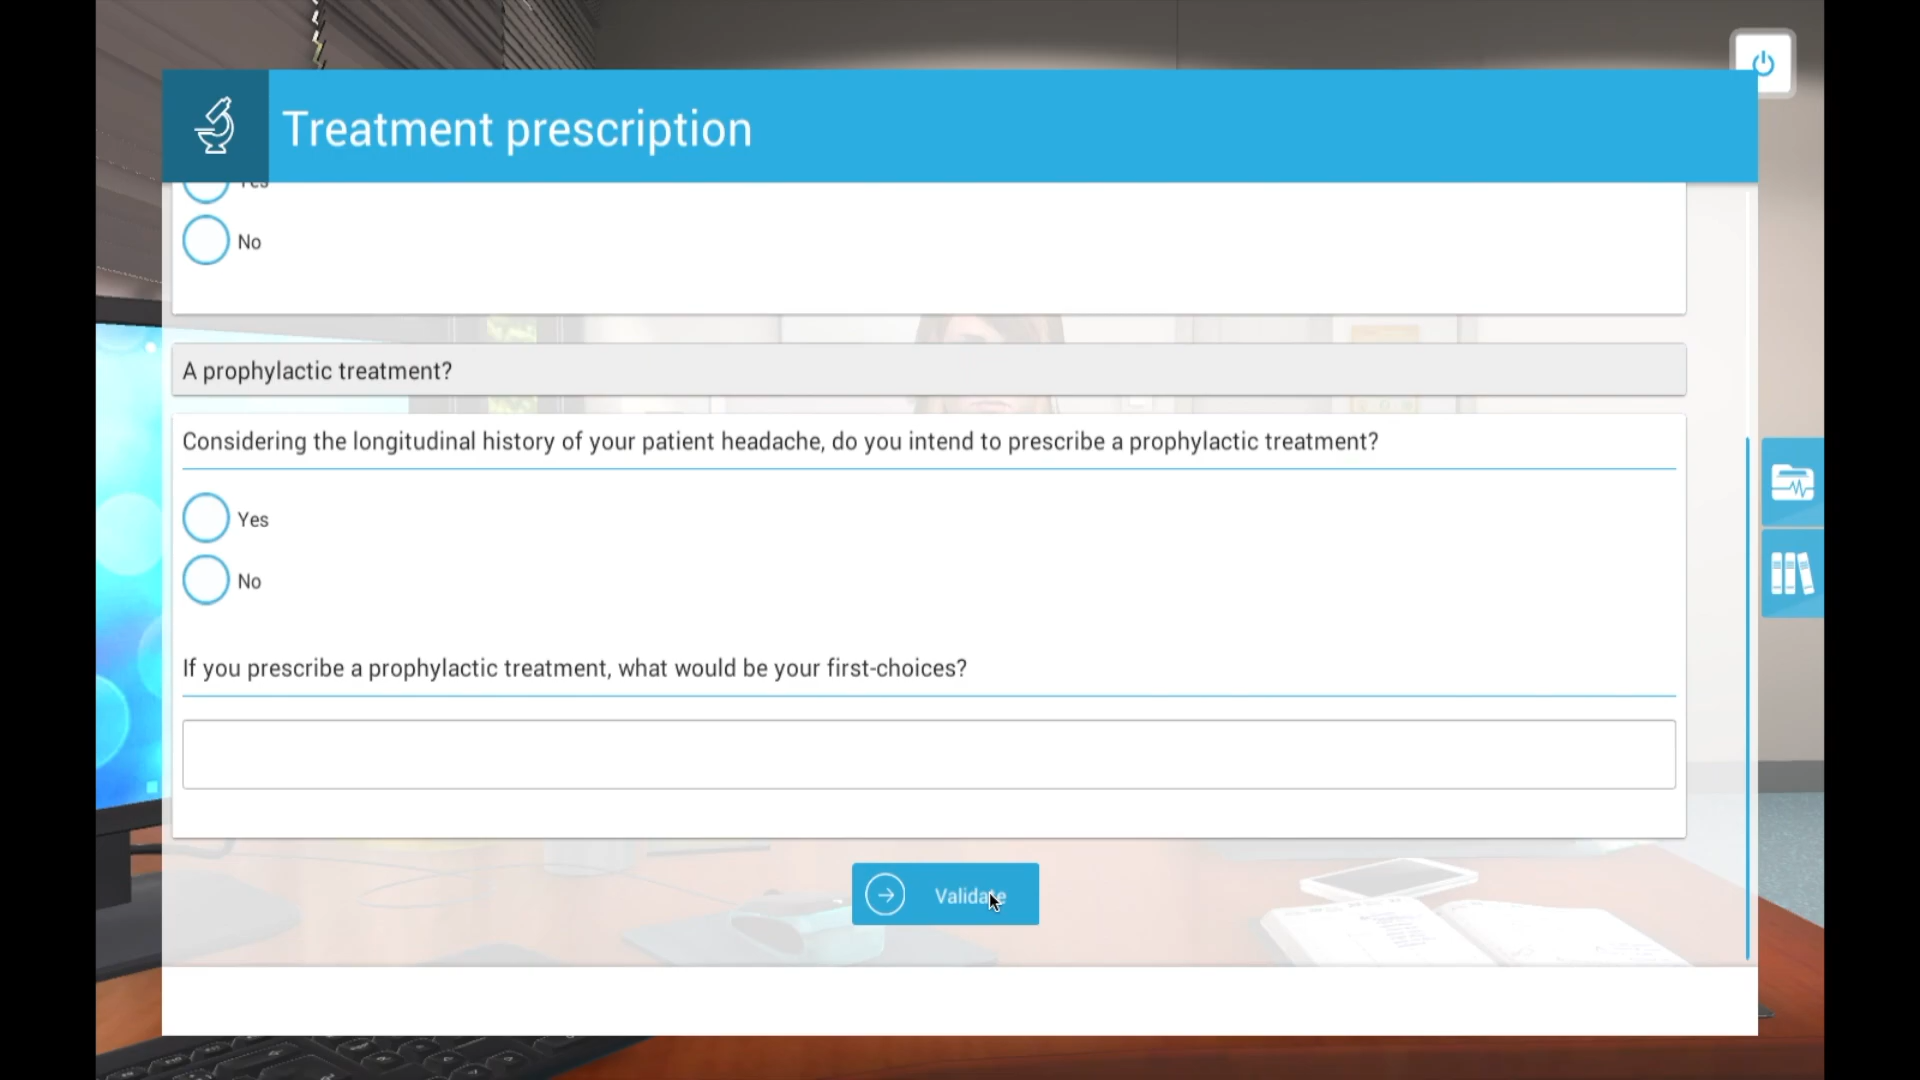 Treatment prescription
Yes
No
A prophylactic treatment?
Considering the longitudinal history of your patient headache, do you intend to prescribe a prophylactic treatment?
Yes
No
If you prescribe a prophylactic treatment, what would be your first-choices?
Validate